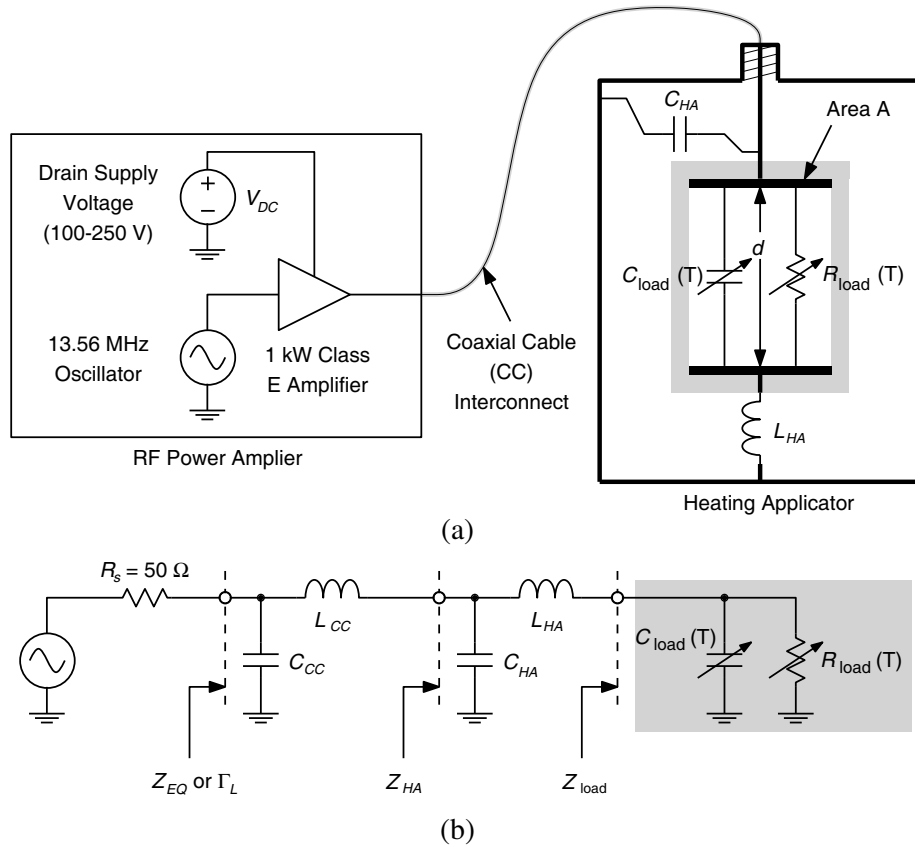 Drain Supply
Voltage
(100-250 V)
V_DC
13.56 MHz
Oscillator
1 kW Class
E Amplifier
RF Power Amplier
Coaxial Cable
(CC)
Interconnect
C_HA
Area A
d
C_load (T)
R_load (T)
L_HA
Heating Applicator
(a)
R_s = 50 Ω
L_CC
C_CC
L_HA
C_HA
C_load (T)
R_load (T)
Z_EQ or Γ_L
Z_HA
Z_load
(b)